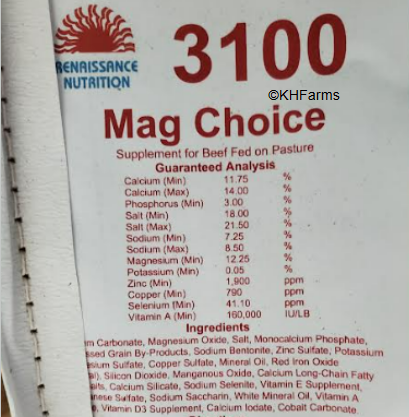 RENAISSANCE
NUTRITION
3100
©KHFarms
Mag Choice
Supplement for Beef Fed on Pasture
Guaranteed Analysis
Calcium (Min) 11.75 %
Calcium (Max) 14.00 %
Phosphorus (Min) 3.00 %
Salt (Min) 18.00 %
Salt (Max) 21.50 %
Sodium (Min) 7.25 %
Sodium (Max) 8.50 %
Magnesium (Min) 12.25 %
Potassium (Min) 0.05 %
Zinc (Min) 1,900 ppm
Copper (Min) 790 ppm
Selenium (Min) 41.10 ppm
Vitamin A (Min) 160,000 IU/LB
Ingredients
Carbonate, Magnesium Oxide, Salt, Monocalcium Phosphate,
Grain By-Products, Sodium Bentonite, Zinc Sulfate, Potassium
Sulfate, Copper Sulfate, Mineral Oil, Red Iron Oxide
Silicon Dioxide, Manganous Oxide, Calcium Long-Chain Fatty
Calcium Silicate, Sodium Selenite, Vitamin E Supplement,
Sulfate, Sodium Saccharin, White Mineral Oil, Vitamin A
Vitamin D3 Supplement, Calcium Iodate, Cobalt Carbonate.